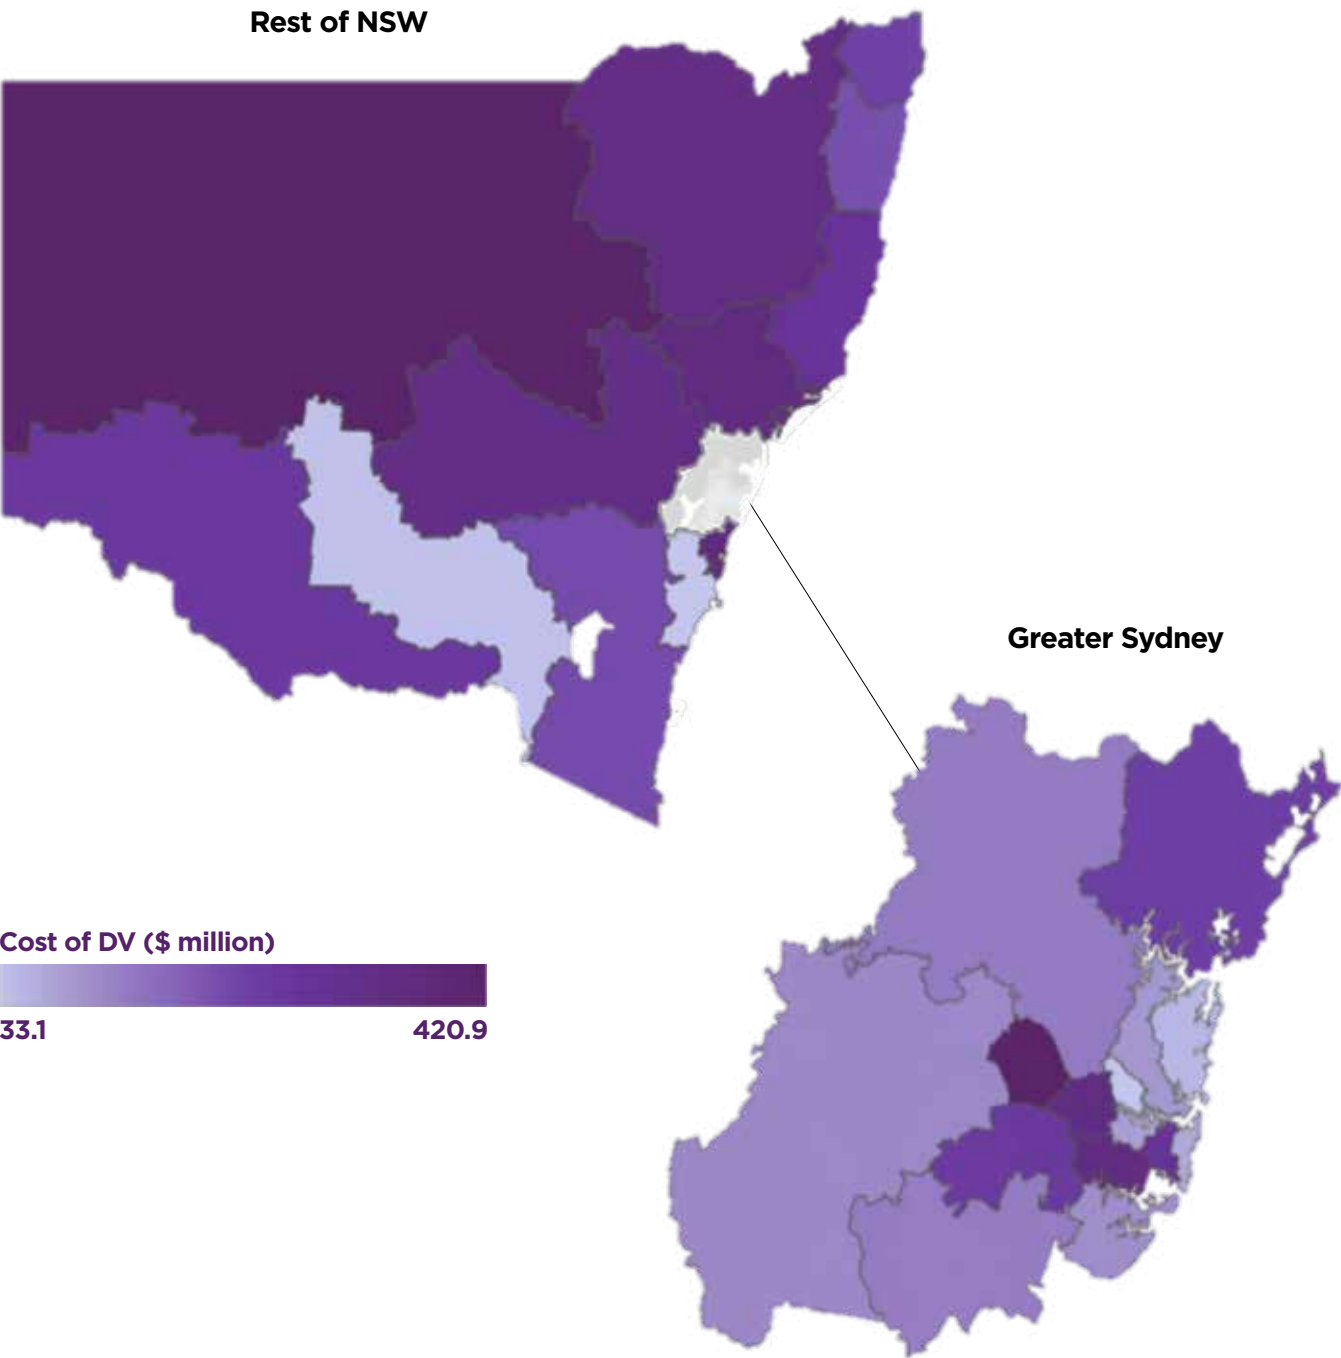 Rest of NSW
Greater Sydney
Cost of DV ($ million)
33.1 420.9